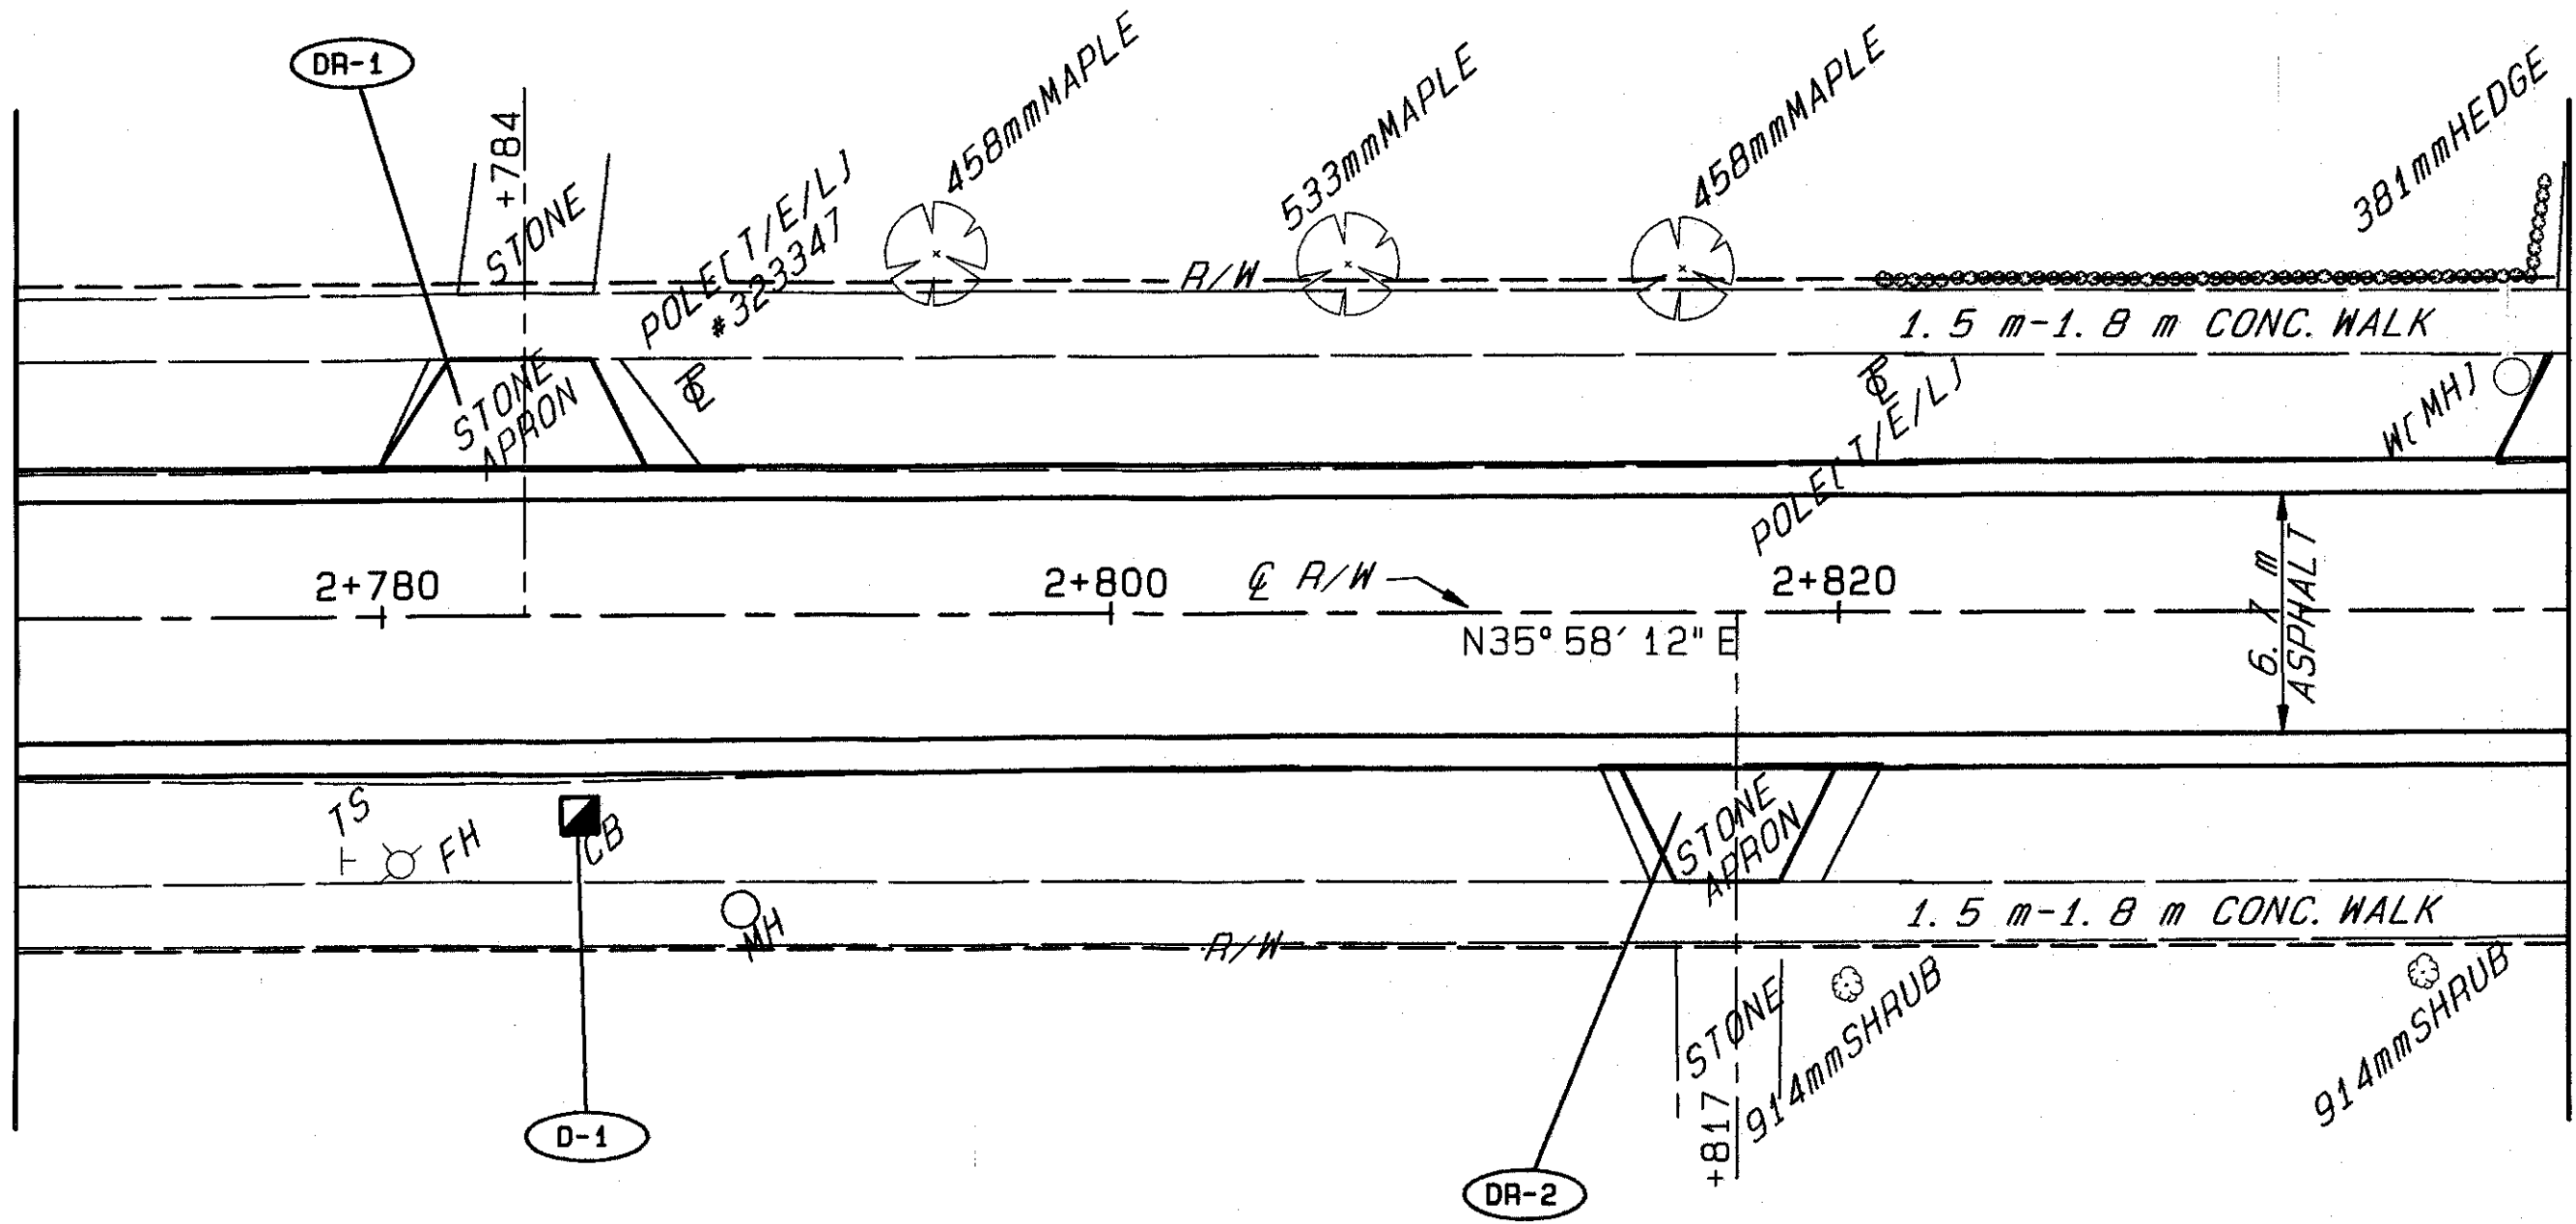 DR-1
+784
STONE
POLE[T/E/L]
#323347
458mmMAPLE
533mmMAPLE
458mmMAPLE
381mmHEDGE
R/W
1.5 m-1.8 m CONC. WALK
STONE
APRON
POLE[T/E/L]
W[MH]
2+780
2+800
℄ R/W
2+820
N35°58'12" E
ASPHALT
TS
FH
CB
MH
STONE
APRON
1.5 m-1.8 m CONC. WALK
R/W
STONE
914mmSHRUB
914mmSHRUB
+817
D-1
DR-2